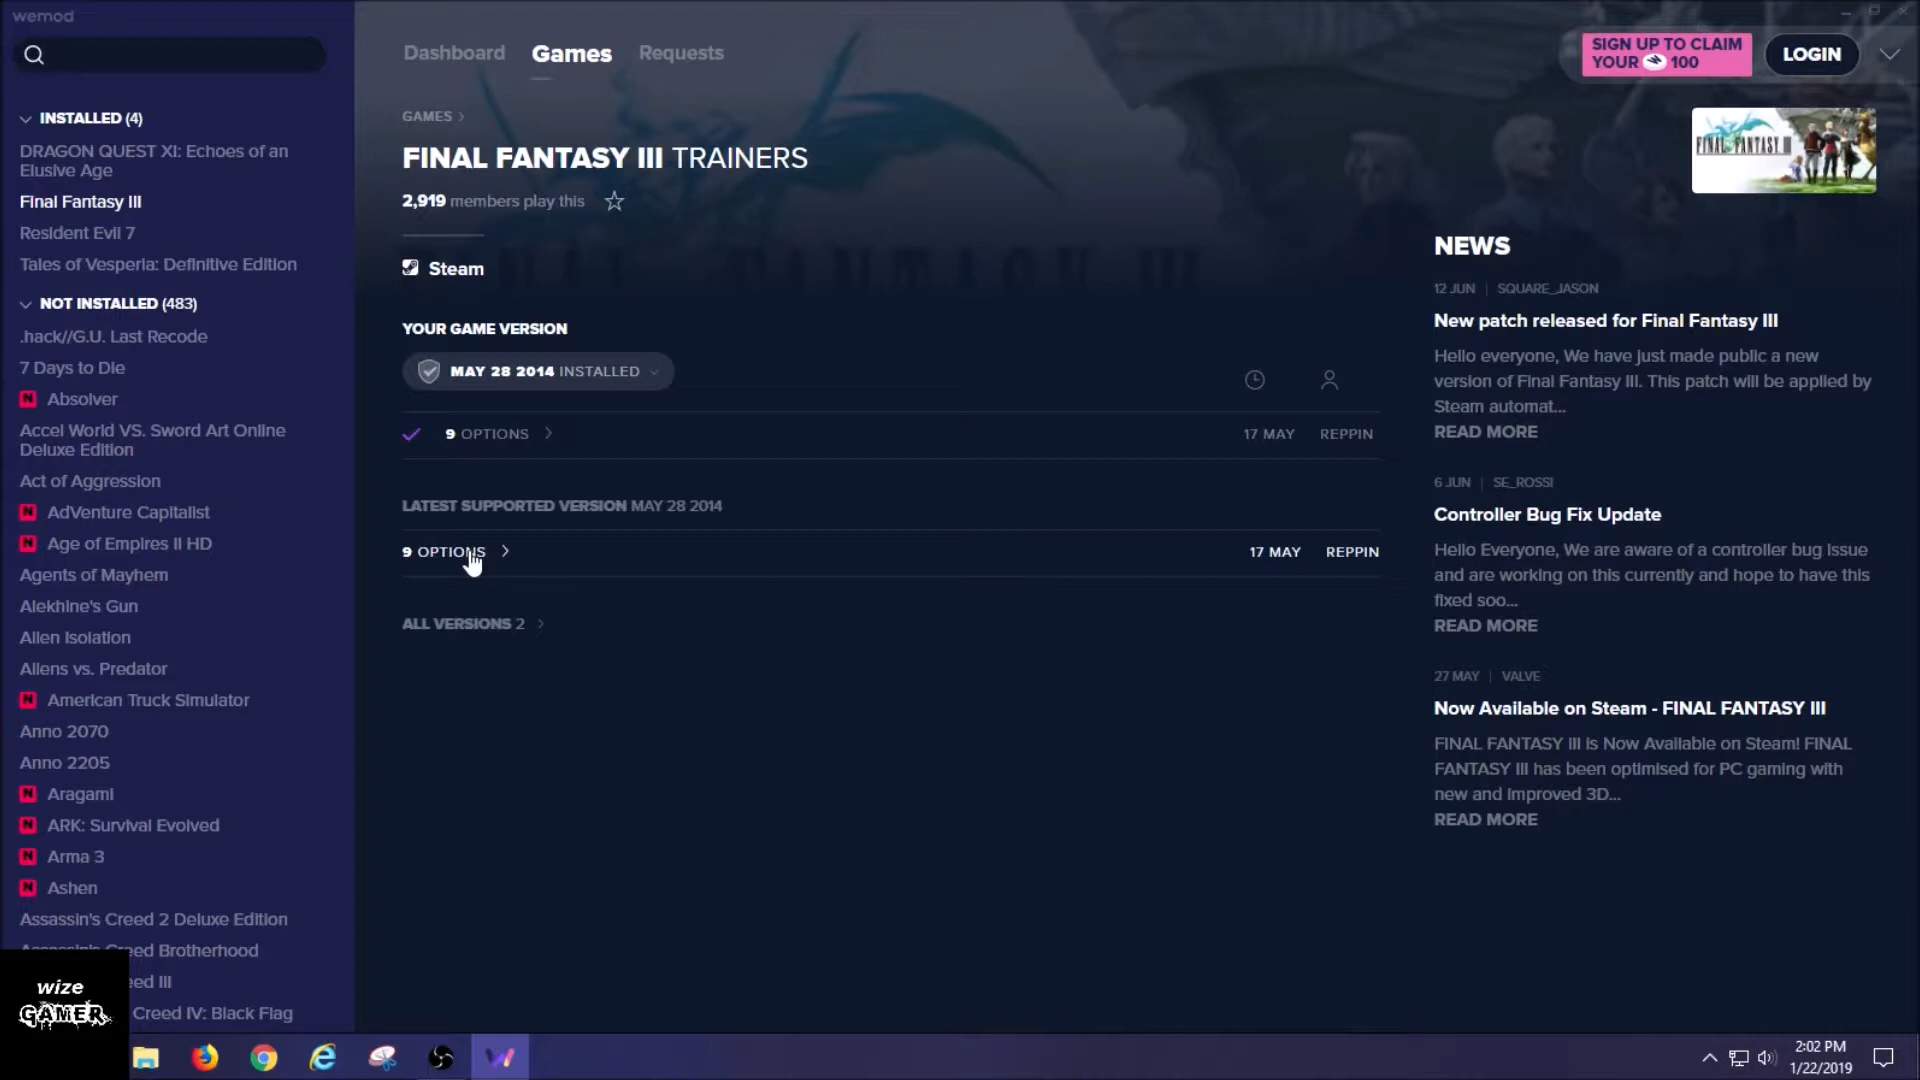 wemod
Dashboard Games Requests
SIGN UP TO CLAIM
YOUR 100
LOGIN
INSTALLED (4)
DRAGON QUEST XI: Echoes of an
Elusive Age
Final Fantasy III
Resident Evil 7
Tales of Vesperia: Definitive Edition
NOT INSTALLED (483)
.hack//G.U. Last Recode
7 Days to Die
N Absolver
Accel World VS. Sword Art Online
Deluxe Edition
Act of Aggression
N AdVenture Capitalist
N Age of Empires II HD
Agents of Mayhem
Alekhine's Gun
Alien Isolation
Aliens vs. Predator
N American Truck Simulator
Anno 2070
Anno 2205
N Aragami
N ARK: Survival Evolved
N Arma 3
N Ashen
Assassin's Creed 2 Deluxe Edition
Assassin's Creed Brotherhood
eed III
Creed IV: Black Flag
wize
GAMER
GAMES >
FINAL FANTASY III TRAINERS
2,919 members play this
Steam
YOUR GAME VERSION
MAY 28 2014 INSTALLED
9 OPTIONS > 17 MAY REPPIN
LATEST SUPPORTED VERSION MAY 28 2014
9 OPTIONS > 17 MAY REPPIN
ALL VERSIONS 2 >
FINAL FANTASY III
NEWS
12 JUN | SQUARE_JASON
New patch released for Final Fantasy III
Hello everyone, We have just made public a new
version of Final Fantasy III. This patch will be applied by
Steam automat...
READ MORE
6 JUN | SE_ROSSI
Controller Bug Fix Update
Hello Everyone, We are aware of a controller bug issue
and are working on this currently and hope to have this
fixed soo...
READ MORE
27 MAY | VALVE
Now Available on Steam - FINAL FANTASY III
FINAL FANTASY III is Now Available on Steam! FINAL
FANTASY III has been optimised for PC gaming with
new and improved 3D...
READ MORE
2:02 PM
1/22/2019